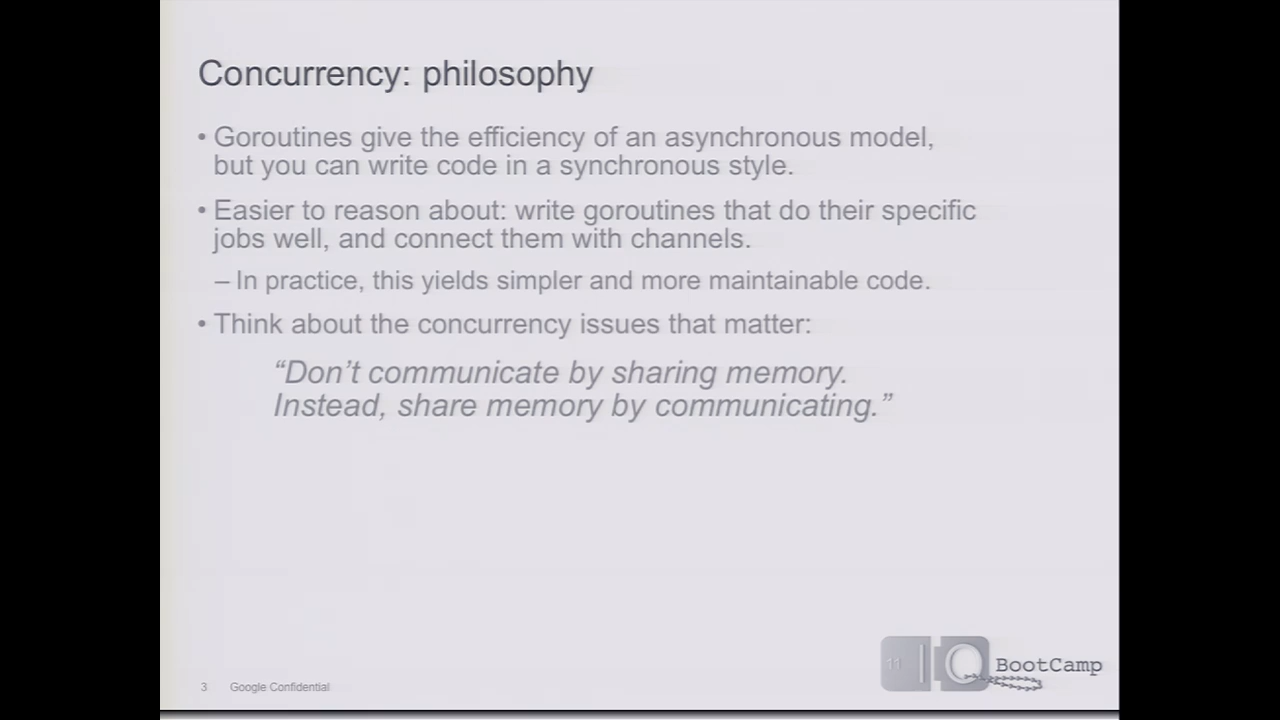 Concurrency: philosophy
• Goroutines give the efficiency of an asynchronous model,
but you can write code in a synchronous style.
• Easier to reason about: write goroutines that do their specific
jobs well, and connect them with channels.
– In practice, this yields simpler and more maintainable code.
• Think about the concurrency issues that matter:
“Don’t communicate by sharing memory.
Instead, share memory by communicating.”
11 IO BootCamp
3 Google Confidential